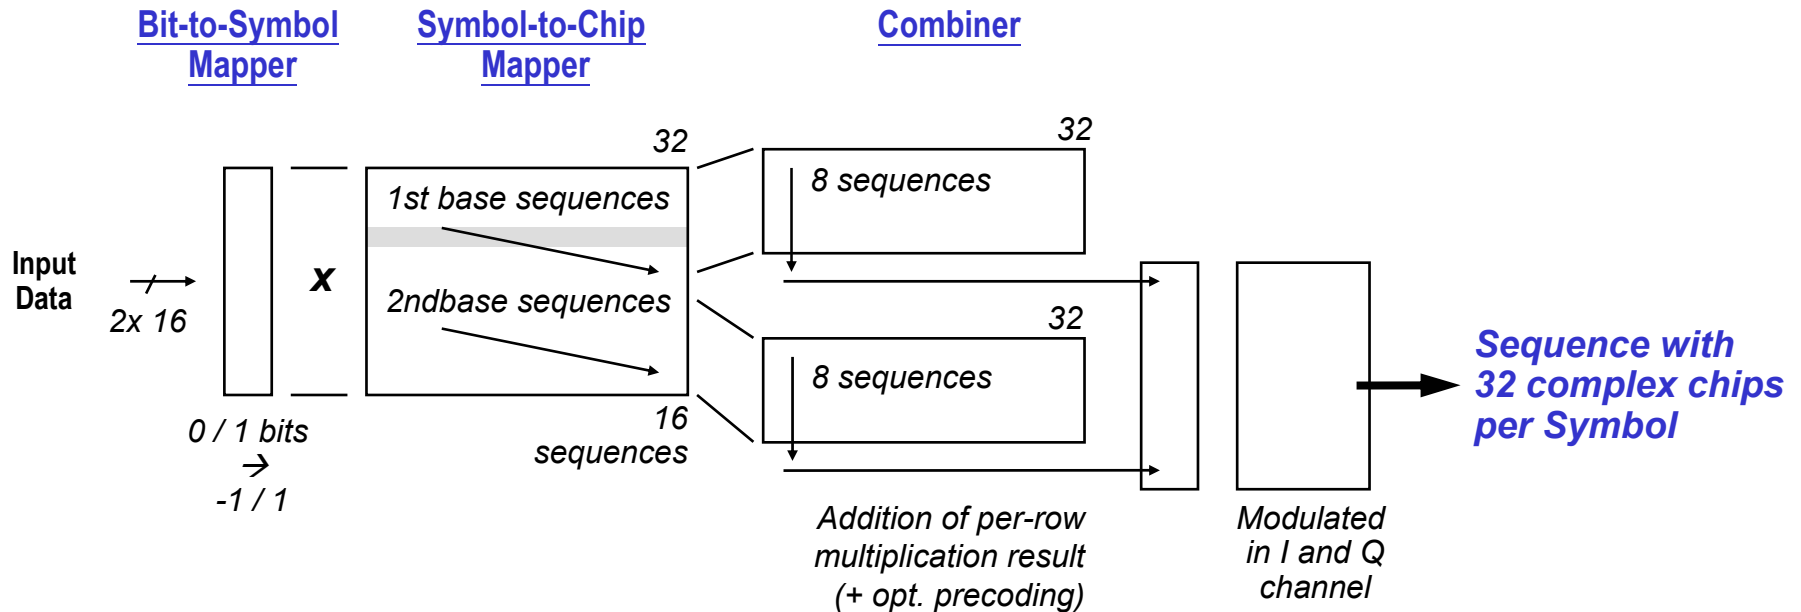 Bit-to-Symbol
Mapper
Symbol-to-Chip
Mapper
Combiner
Input
Data
2x 16
0 / 1 bits
→
-1 / 1
x
32
1st base sequences
2ndbase sequences
16
sequences
32
8 sequences
32
8 sequences
Addition of per-row
multiplication result
(+ opt. precoding)
Modulated
in I and Q
channel
Sequence with
32 complex chips
per Symbol